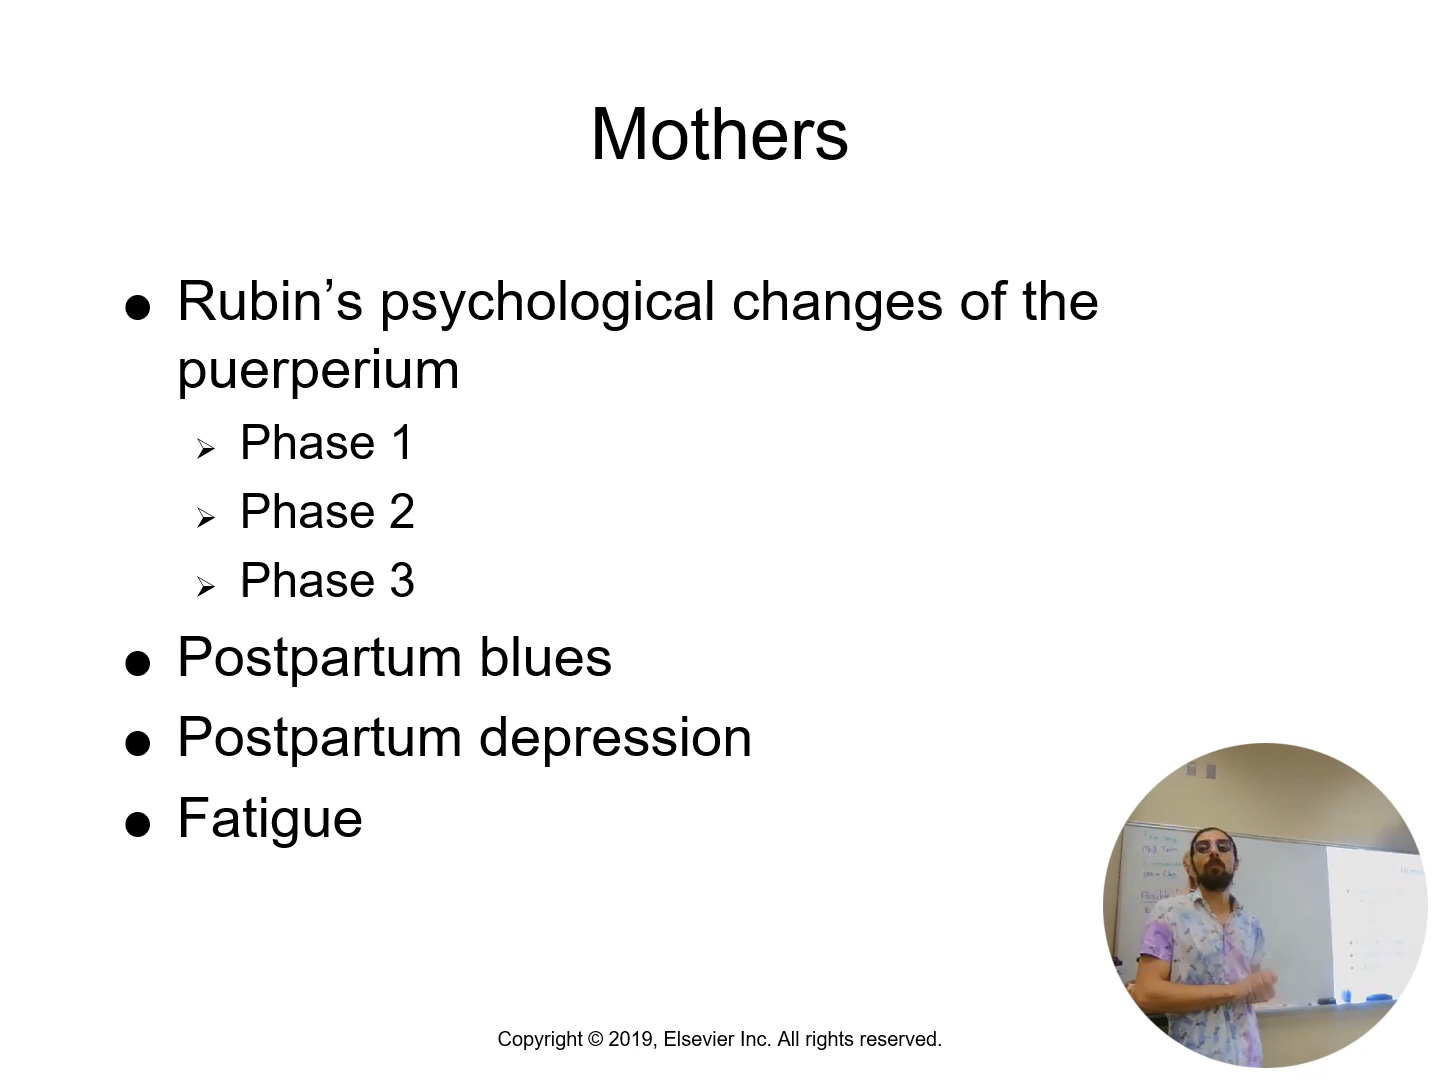 Mothers
● Rubin’s psychological changes of the
puerperium
➢ Phase 1
➢ Phase 2
➢ Phase 3
● Postpartum blues
● Postpartum depression
● Fatigue
Copyright © 2019, Elsevier Inc. All rights reserved.